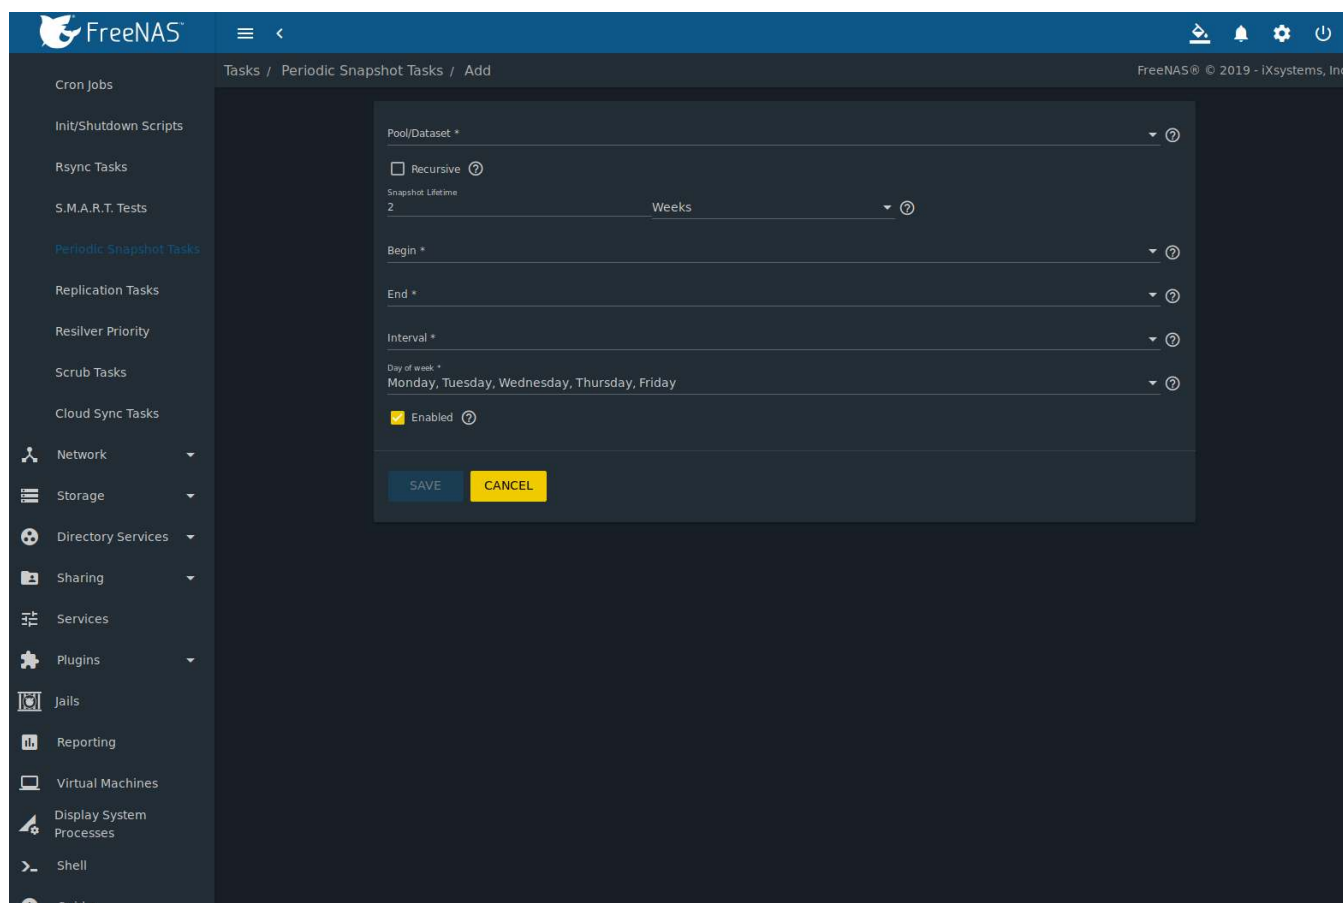 FreeNAS®
Tasks / Periodic Snapshot Tasks / Add
FreeNAS® © 2019 - iXsystems, Inc
Cron Jobs
Init/Shutdown Scripts
Rsync Tasks
S.M.A.R.T. Tests
Periodic Snapshot Tasks
Replication Tasks
Resilver Priority
Scrub Tasks
Cloud Sync Tasks
Network
Storage
Directory Services
Sharing
Services
Plugins
Jails
Reporting
Virtual Machines
Display System
Processes
Shell
Pool/Dataset *
Recursive
Snapshot Lifetime
2 Weeks
Begin *
End *
Interval *
Day of week *
Monday, Tuesday, Wednesday, Thursday, Friday
Enabled
SAVE CANCEL